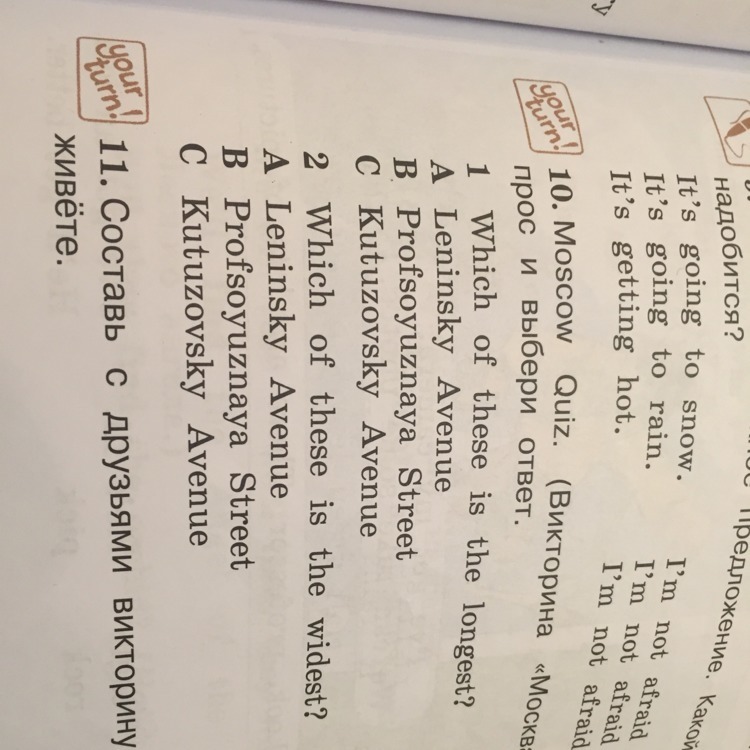 Предложение. Какой
надобится?
It's going to snow. I'm not afraid
It's going to rain. I'm not afraid
It's getting hot. I'm not afraid
your turn!
10. Moscow Quiz. (Викторина «Москва
прос и выбери ответ.
1 Which of these is the longest?
A Leninsky Avenue
B Profsoyuznaya Street
C Kutuzovsky Avenue
2 Which of these is the widest?
A Leninsky Avenue
B Profsoyuznaya Street
C Kutuzovsky Avenue
your turn!
11. Составь с друзьями викторину
живёте.